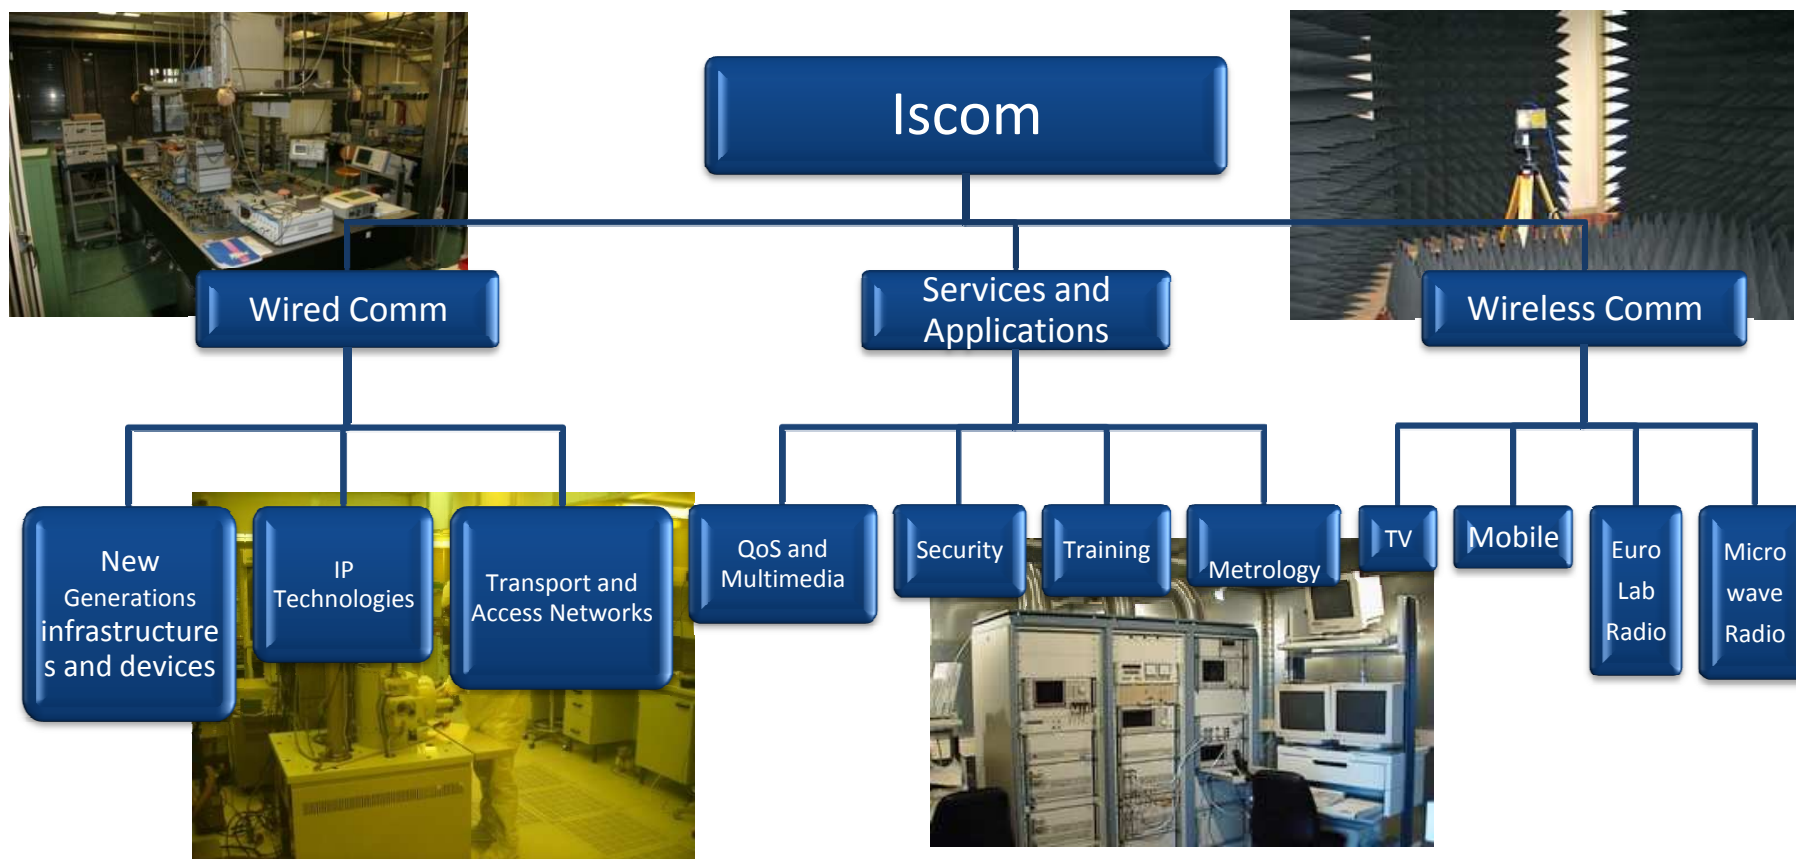 Iscom
Wired Comm
Services and
Applications
Wireless Comm
New
Generations
infrastructure
s and devices
IP
Technologies
Transport and
Access Networks
QoS and
Multimedia
Security
Training
Metrology
TV
Mobile
Euro
Lab
Radio
Micro
wave
Radio